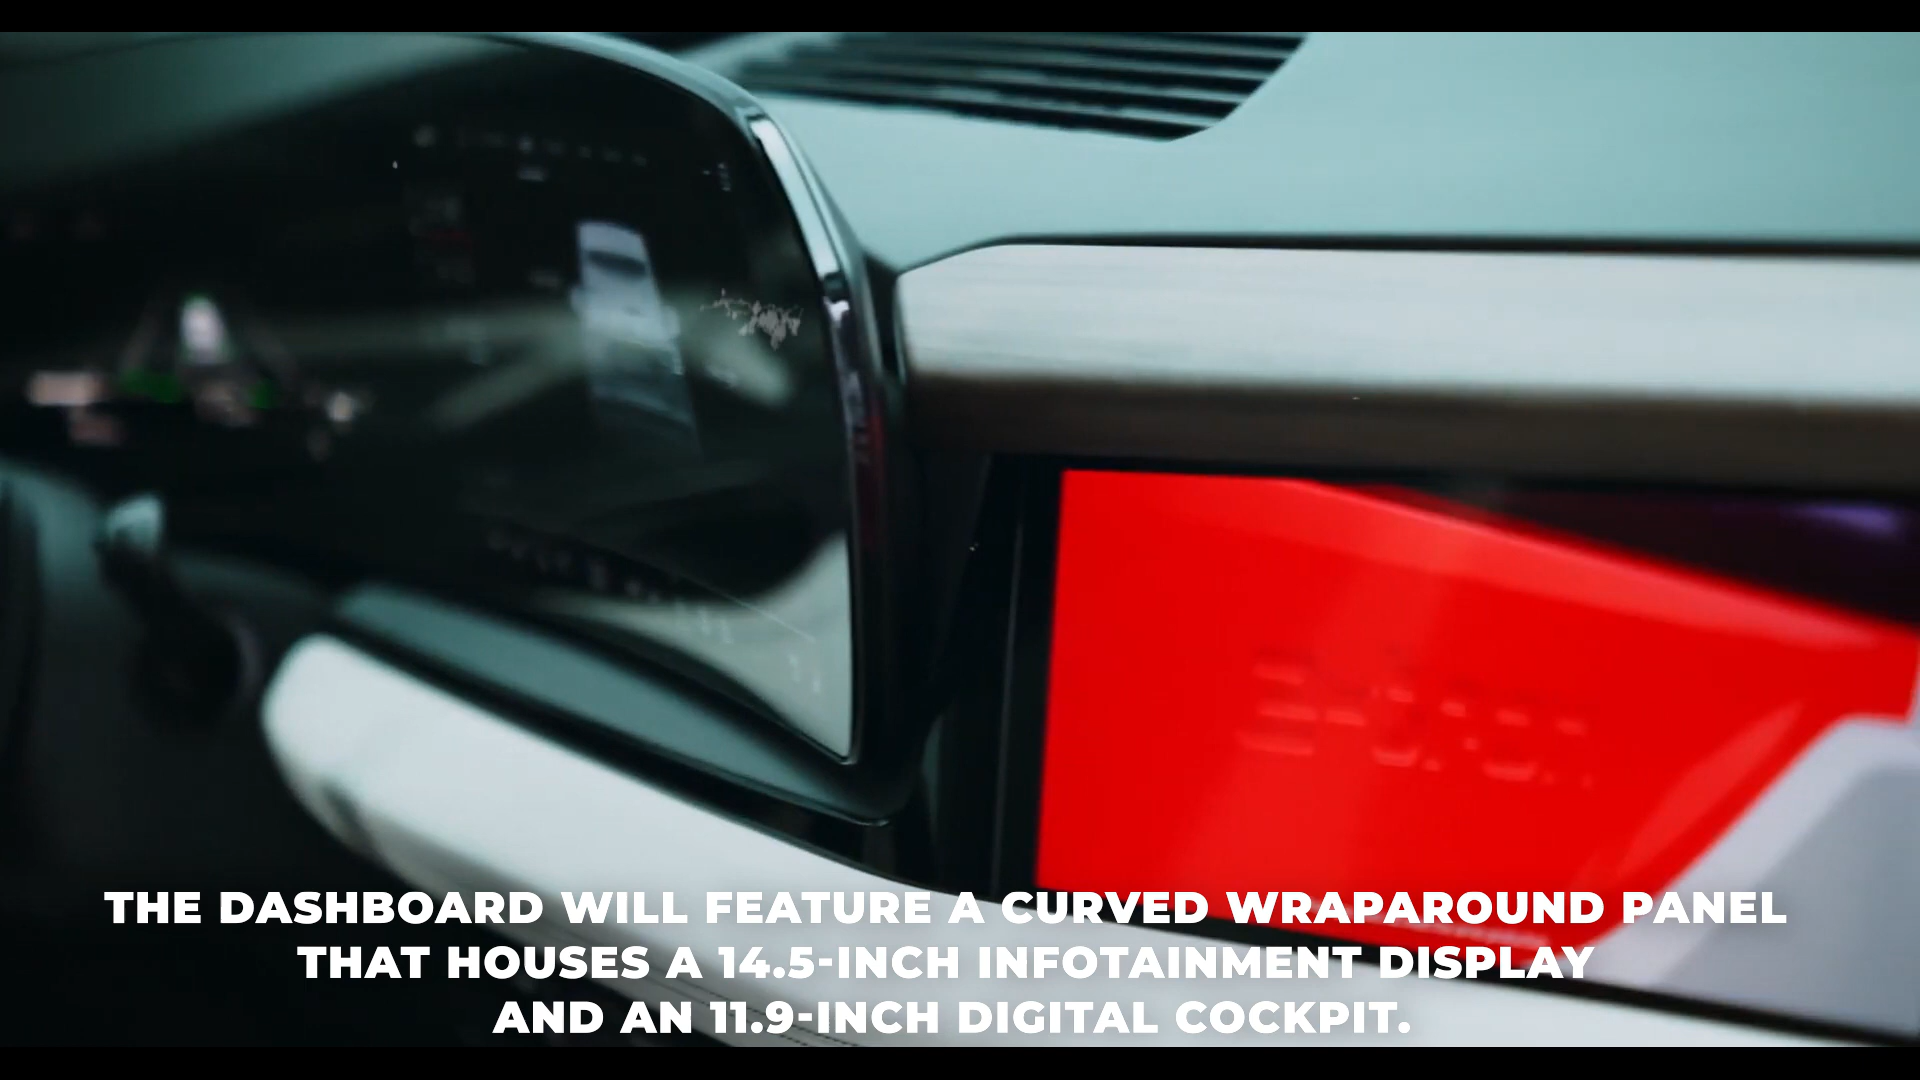 THE DASHBOARD WILL FEATURE A CURVED WRAPAROUND PANEL
THAT HOUSES A 14.5-INCH INFOTAINMENT DISPLAY
AND AN 11.9-INCH DIGITAL COCKPIT.